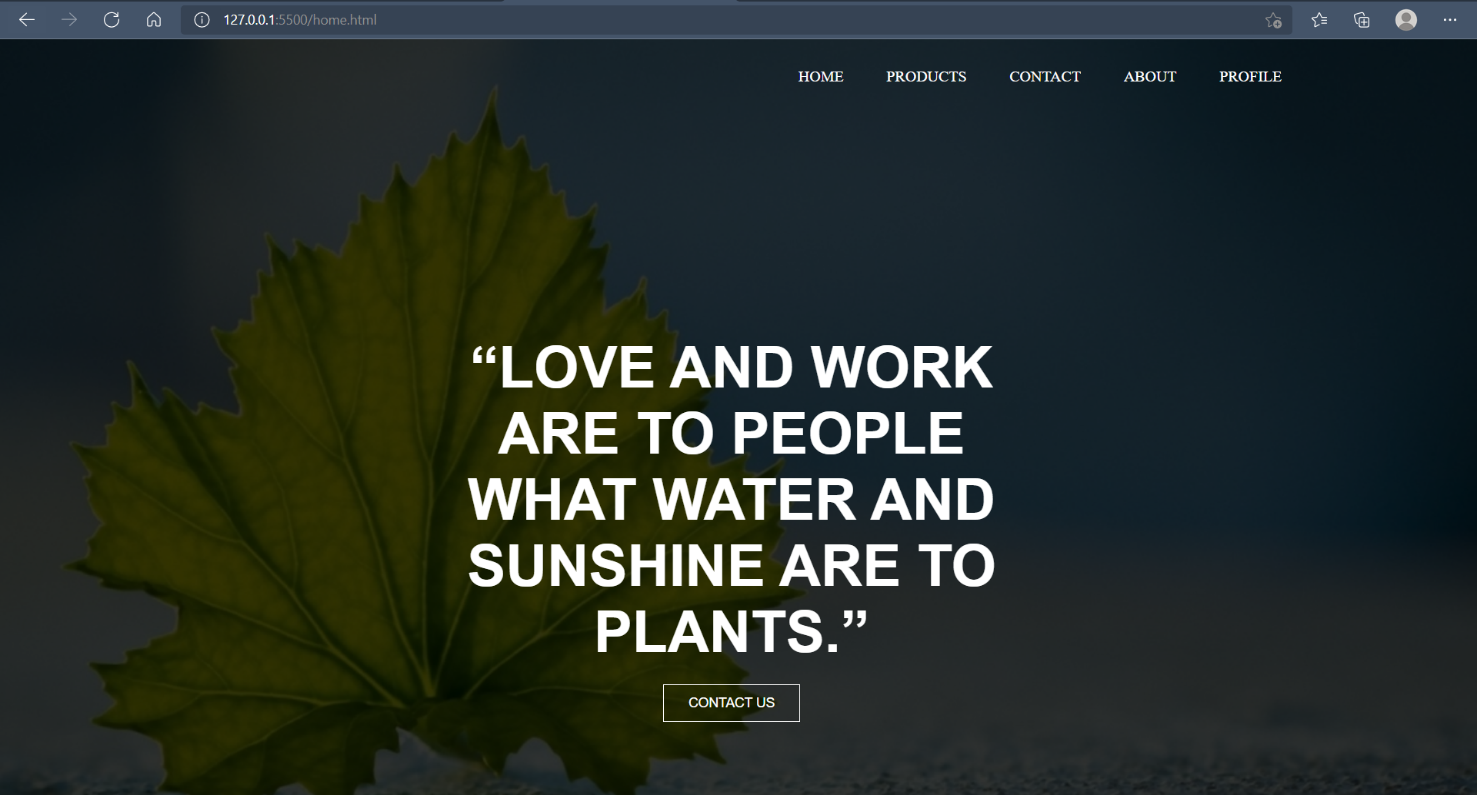 127.0.0.1:5500/home.html
HOME PRODUCTS CONTACT ABOUT PROFILE
“LOVE AND WORK
ARE TO PEOPLE
WHAT WATER AND
SUNSHINE ARE TO
PLANTS.”
CONTACT US